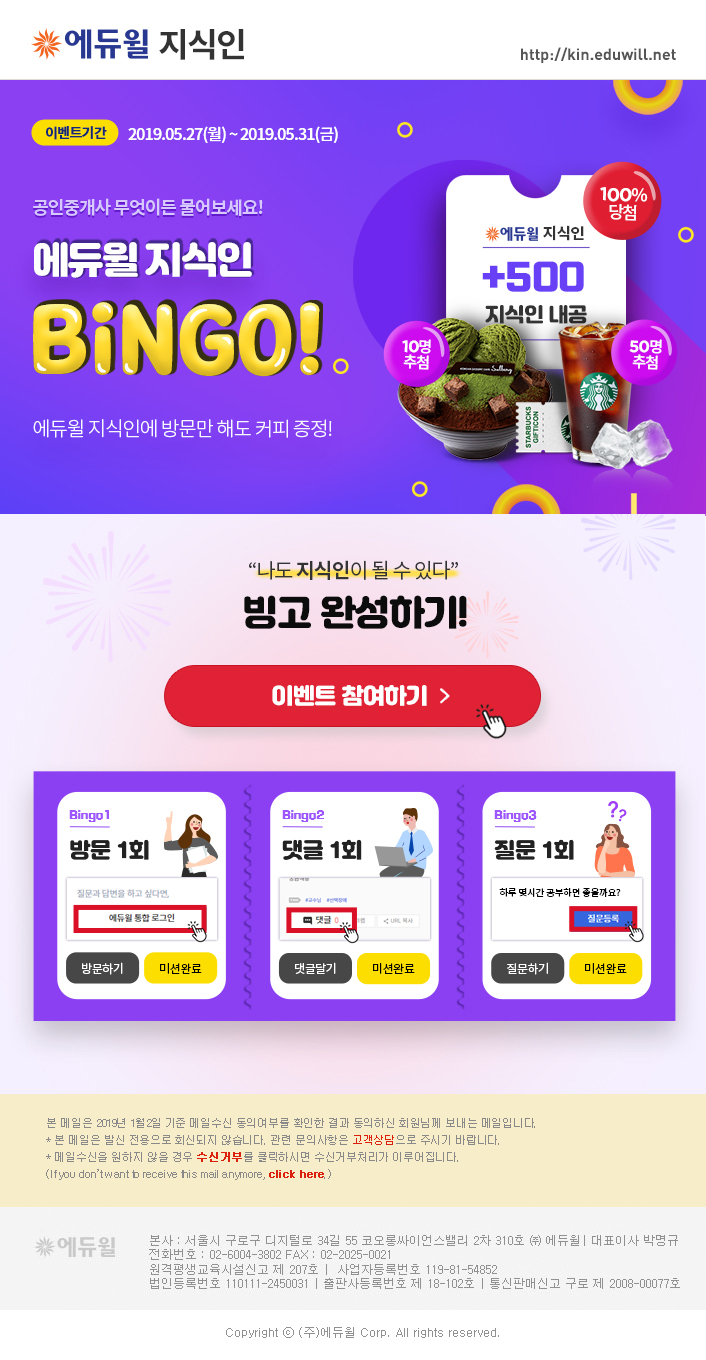 에듀윌 지식인
http://kin.eduwill.net
이벤트기간 2019.05.27(월) ~ 2019.05.31(금)
공인중개사 무엇이든 물어보세요!
에듀윌 지식인
BiNGO!
에듀윌 지식인에 방문만 해도 커피 증정!
100%
당첨
에듀윌 지식인
+500
지식인 내공
10명
추첨
50명
추첨
Sulbing
STARBUCKS
GIFTICON
“나도 지식인이 될 수 있다”
빙고 완성하기!
이벤트 참여하기 >
Bingo1
방문 1회
질문과 답변을 하고 싶다면,
에듀윌 통합 로그인
방문하기 미션완료
Bingo2
댓글 1회
#교수님 #선택장애
댓글 0 URL 복사
댓글달기 미션완료
Bingo3
??
질문 1회
하루 몇시간 공부하면 좋을까요?
질문등록
질문하기 미션완료
본 메일은 2019년 1월2일 기준 메일수신 동의여부를 확인한 결과 동의하신 회원님께 보내는 메일입니다.
* 본 메일은 발신 전용으로 회신되지 않습니다. 관련 문의사항은 고객상담으로 주시기 바랍니다.
* 메일수신을 원하지 않을 경우 수신거부를 클릭하시면 수신거부처리가 이루어집니다.
(If you don't want to receive this mail anymore, click here.)
에듀윌
본사 : 서울시 구로구 디지털로 34길 55 코오롱싸이언스밸리 2차 310호 ㈜ 에듀윌 | 대표이사 박명규
전화번호 : 02-6004-3802 FAX : 02-2025-0021
원격평생교육시설신고 제 207호 | 사업자등록번호 119-81-54852
법인등록번호 110111-2450031 | 출판사등록번호 제 18-102호 | 통신판매신고 구로 제 2008-00077호
Copyright ⓒ (주)에듀윌 Corp. All rights reserved.